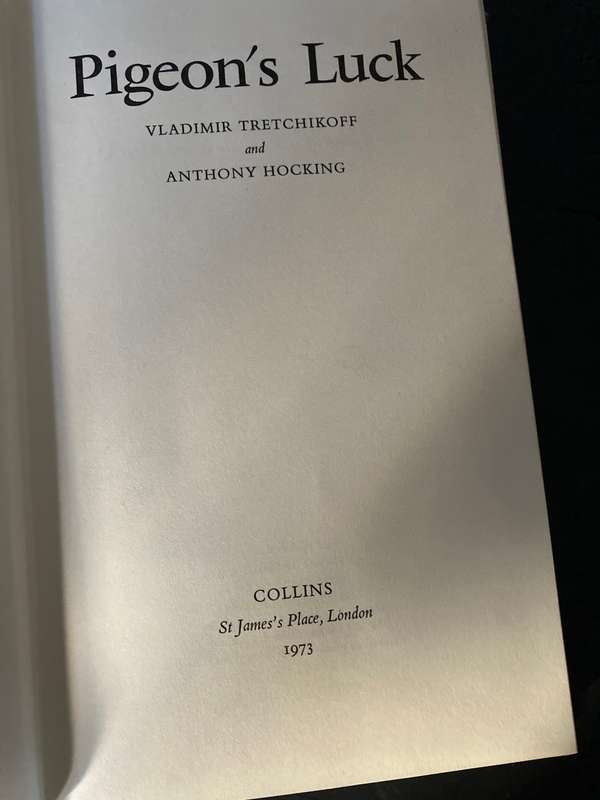 Pigeon's Luck
VLADIMIR TRETCHIKOFF
and
ANTHONY HOCKING
COLLINS
St James's Place, London
1973